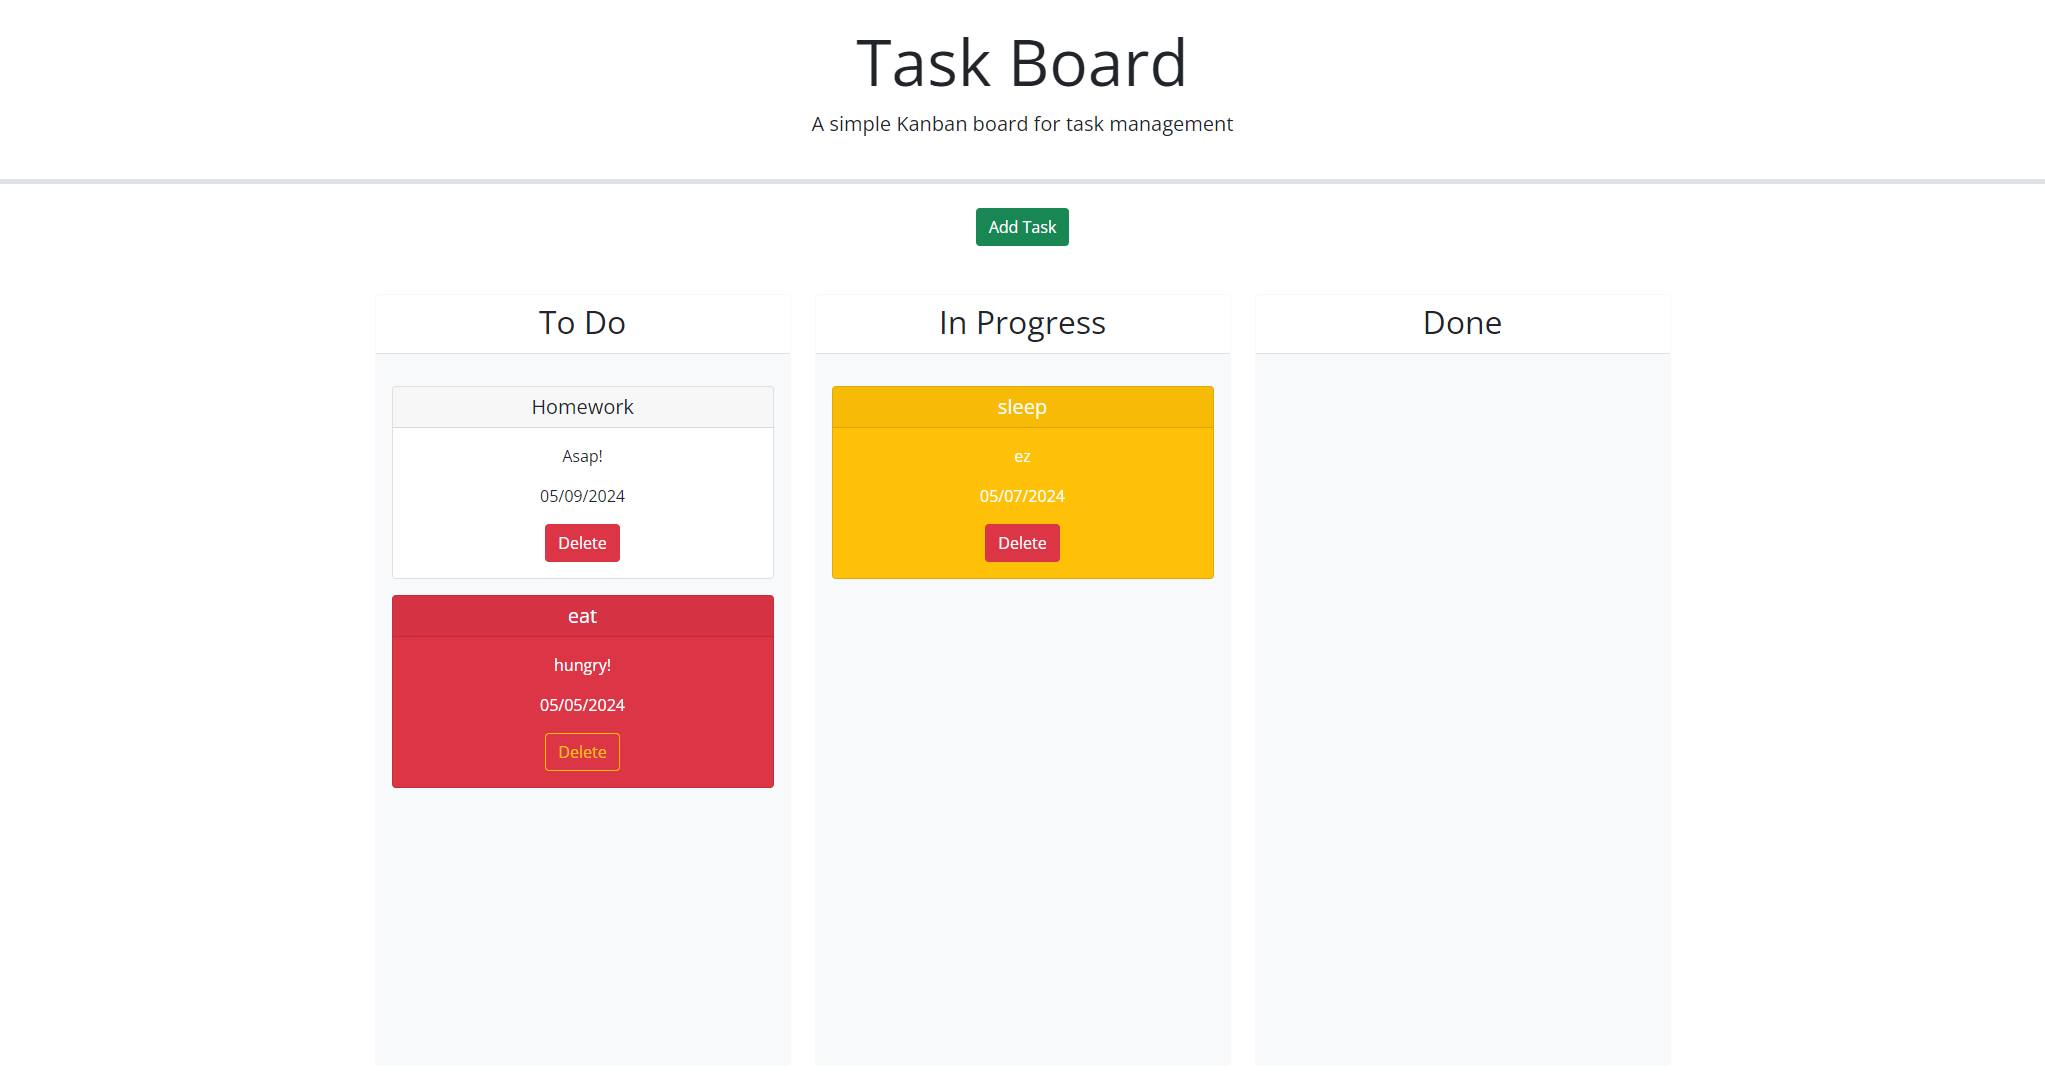 Task Board
A simple Kanban board for task management
Add Task
To Do
Homework
Asap!
05/09/2024
Delete
eat
hungry!
05/05/2024
Delete
In Progress
sleep
ez
05/07/2024
Delete
Done